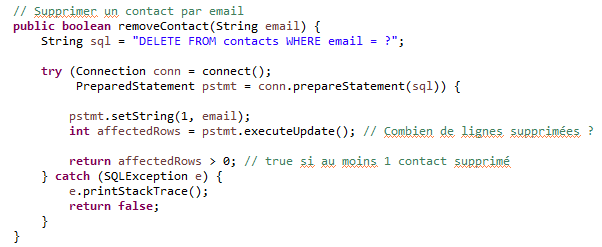 // Supprimer un contact par email
public boolean removeContact(String email) {
    String sql = "DELETE FROM contacts WHERE email = ?";

    try (Connection conn = connect();
         PreparedStatement pstmt = conn.prepareStatement(sql)) {

        pstmt.setString(1, email);
        int affectedRows = pstmt.executeUpdate(); // Combien de lignes supprimées ?

        return affectedRows > 0; // true si au moins 1 contact supprimé
    } catch (SQLException e) {
        e.printStackTrace();
        return false;
    }
}